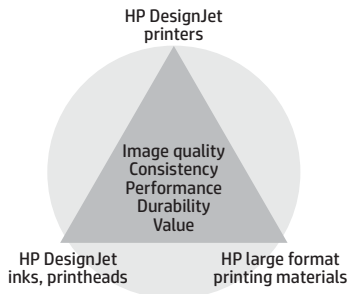 HP DesignJet
printers
Image quality
Consistency
Performance
Durability
Value
HP DesignJet
inks, printheads
HP large format
printing materials